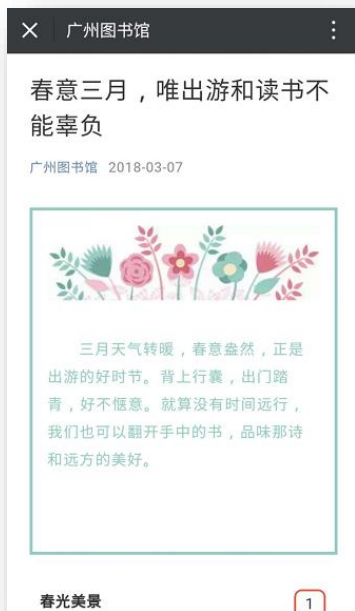 广州图书馆
春意三月，唯出游和读书不
能辜负
广州图书馆 2018-03-07
三月天气转暖，春意盎然，正是
出游的好时节。背上行囊，出门踏
青，好不惬意。就算没有时间远行，
我们也可以翻开手中的书，品味那诗
和远方的美好。
春光美景
1